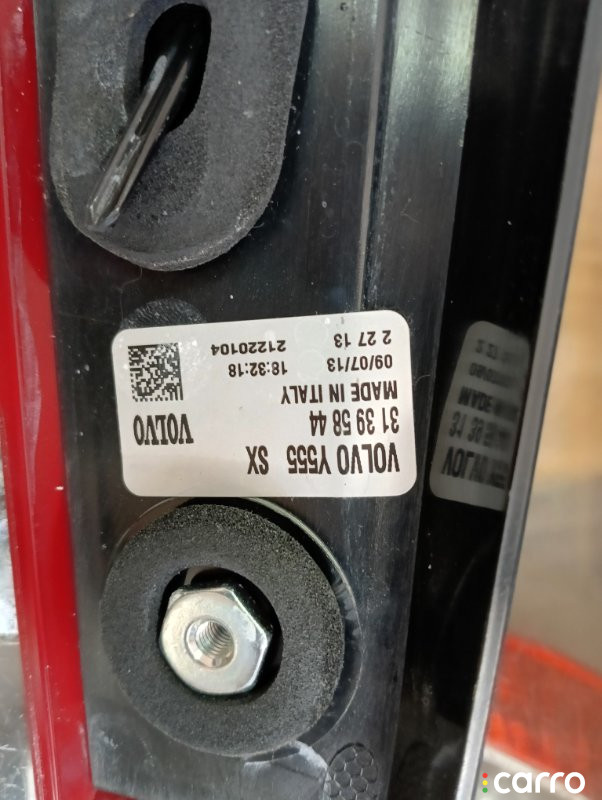 VOLVO Y555 SX
31 39 58 44
VOLVO
MADE IN ITALY
09/07/13 18:32:18
2 27 13 21220104
carro